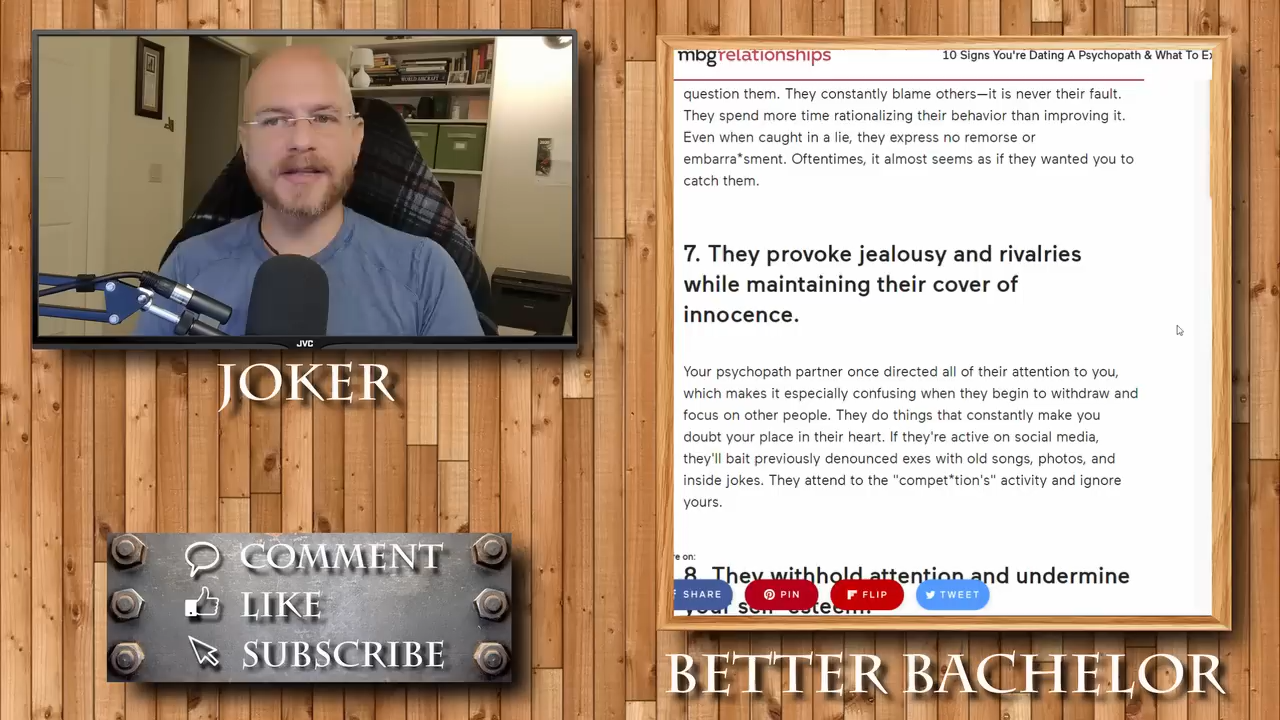 JVC
JOKER
COMMENT
LIKE
SUBSCRIBE
mbgrelationships
10 Signs You're Dating A Psychopath & What To Ex
question them. They constantly blame others—it is never their fault.
They spend more time rationalizing their behavior than improving it.
Even when caught in a lie, they express no remorse or
embarra*sment. Oftentimes, it almost seems as if they wanted you to
catch them.
7. They provoke jealousy and rivalries
while maintaining their cover of
innocence.
Your psychopath partner once directed all of their attention to you,
which makes it especially confusing when they begin to withdraw and
focus on other people. They do things that constantly make you
doubt your place in their heart. If they're active on social media,
they'll bait previously denounced exes with old songs, photos, and
inside jokes. They attend to the "compet*tion's" activity and ignore
yours.
re on:
8. They withhold attention and undermine
your self-esteem.
SHARE
PIN
FLIP
TWEET
BETTER BACHELOR